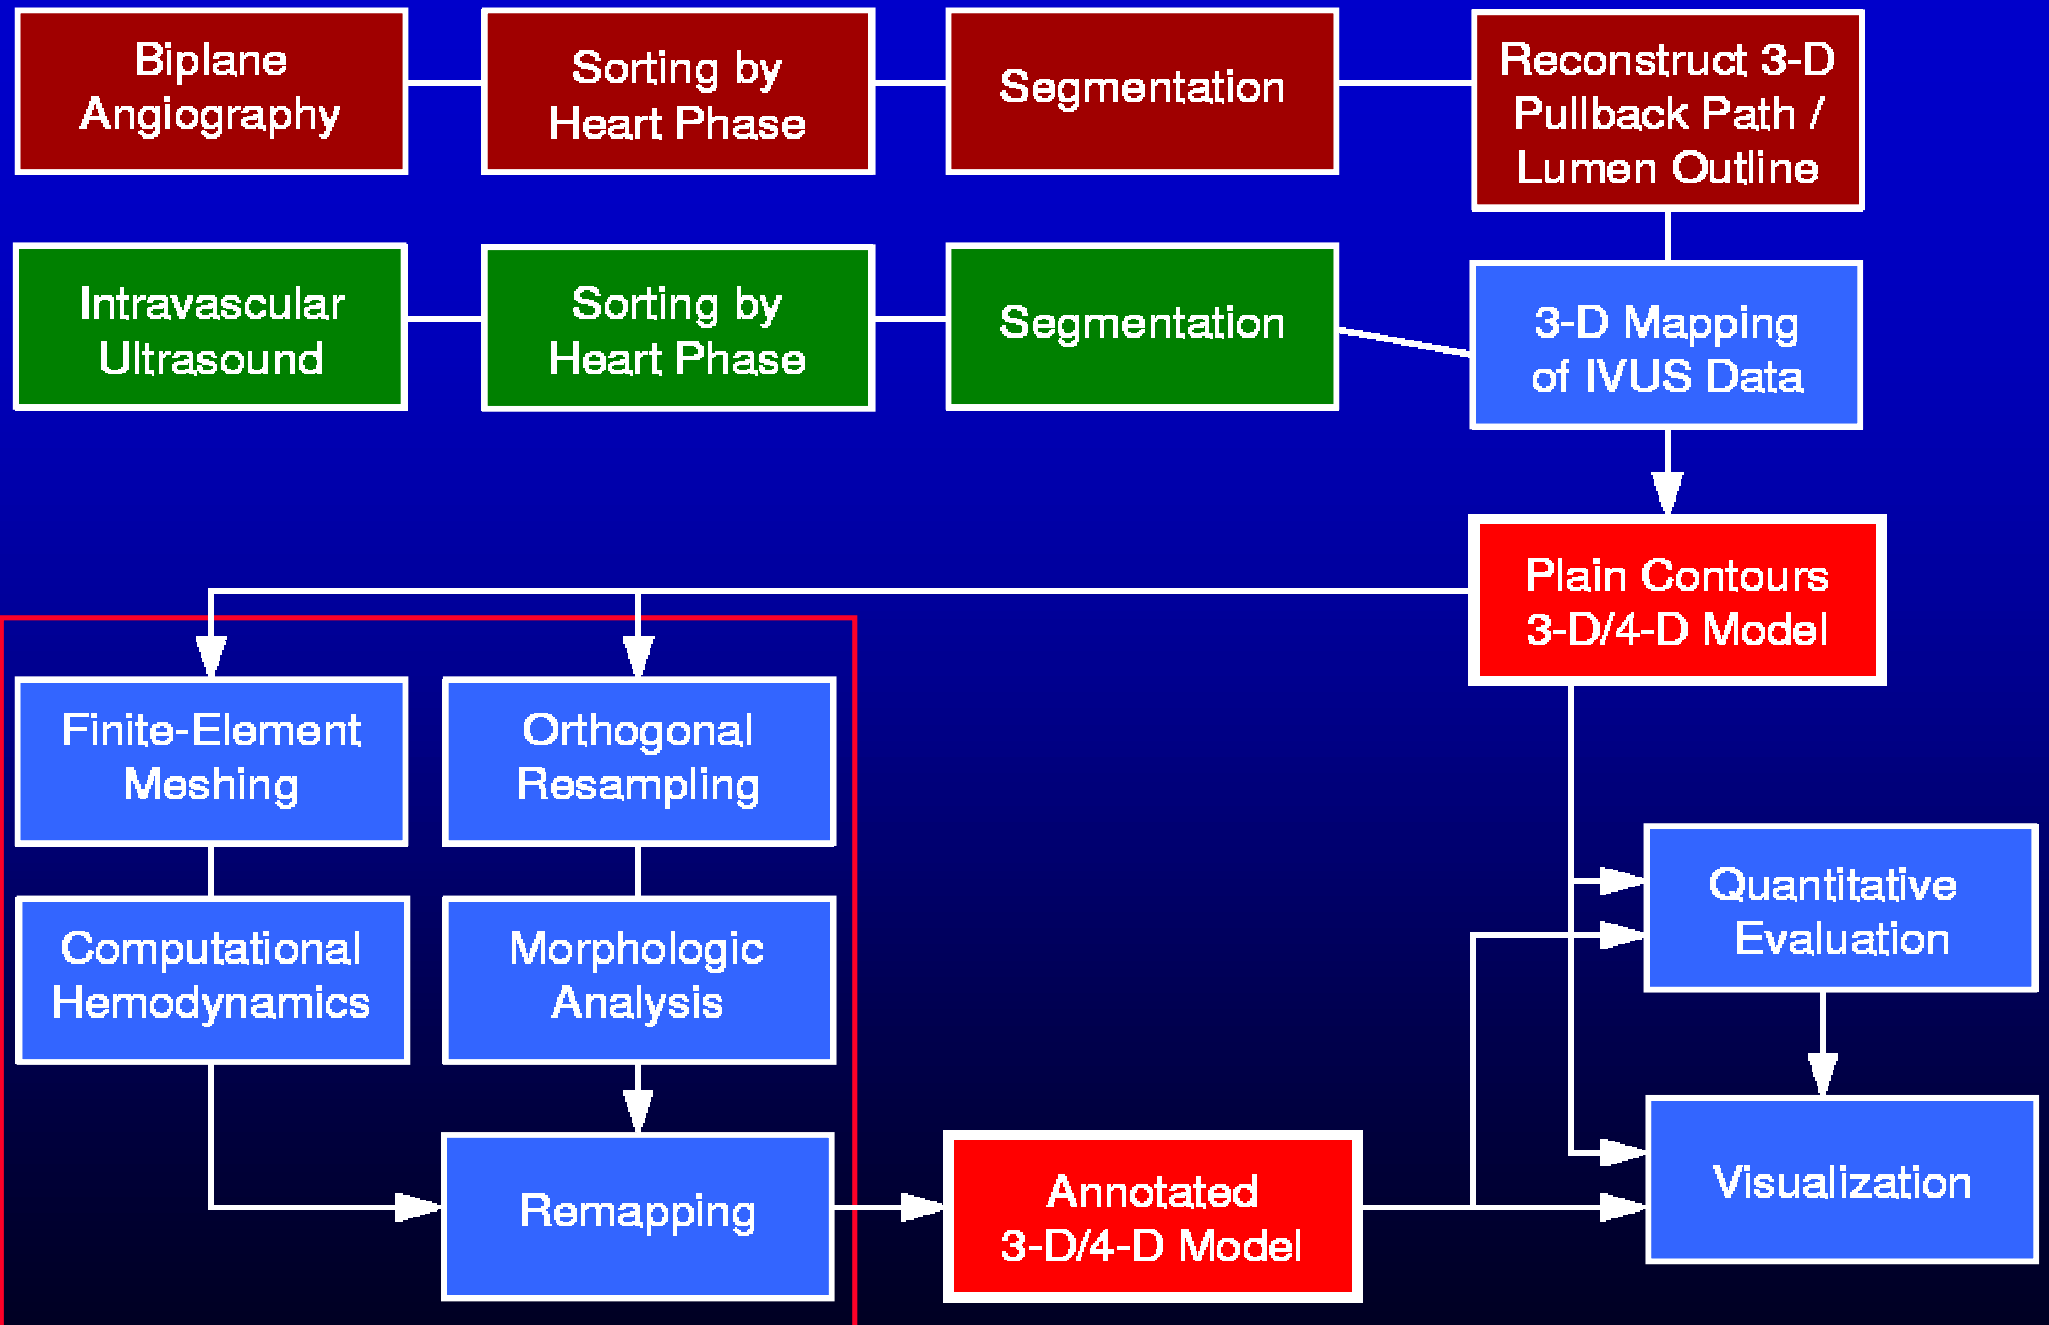 Biplane
Angiography
Sorting by
Heart Phase
Segmentation
Reconstruct 3-D
Pullback Path /
Lumen Outline
Intravascular
Ultrasound
Sorting by
Heart Phase
Segmentation
3-D Mapping
of IVUS Data
Plain Contours
3-D/4-D Model
Finite-Element
Meshing
Orthogonal
Resampling
Quantitative
Evaluation
Computational
Hemodynamics
Morphologic
Analysis
Remapping
Annotated
3-D/4-D Model
Visualization